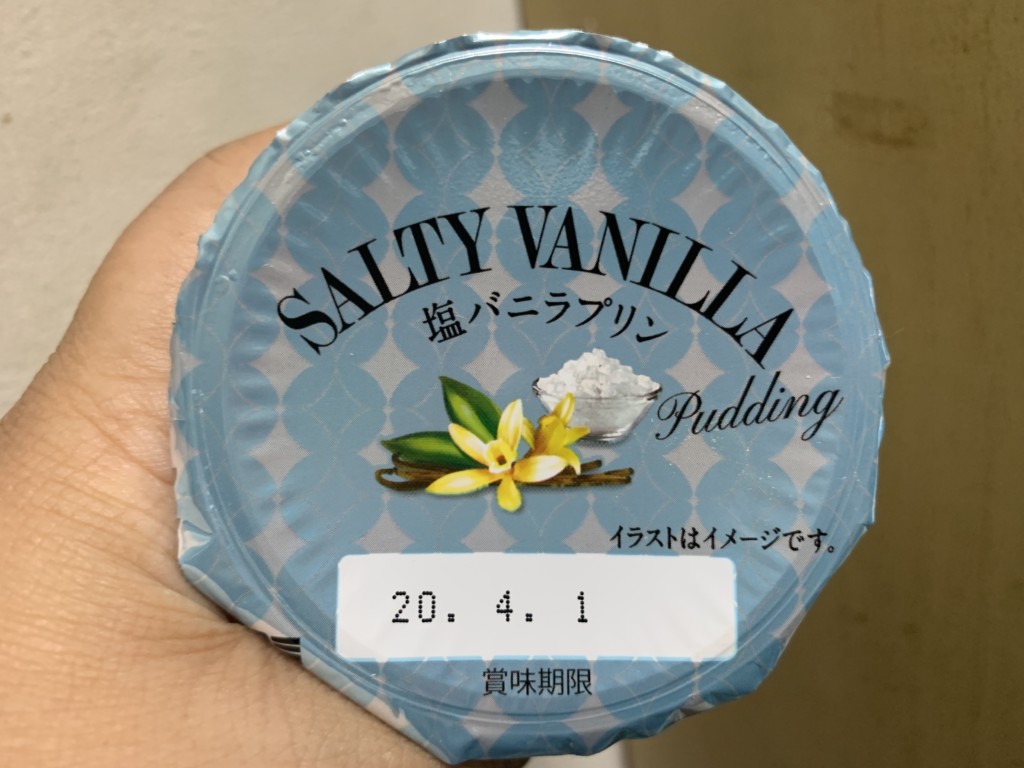 SALTY VANILLA
塩バニラプリン
Pudding
イラストはイメージです。
20. 4. 1
賞味期限